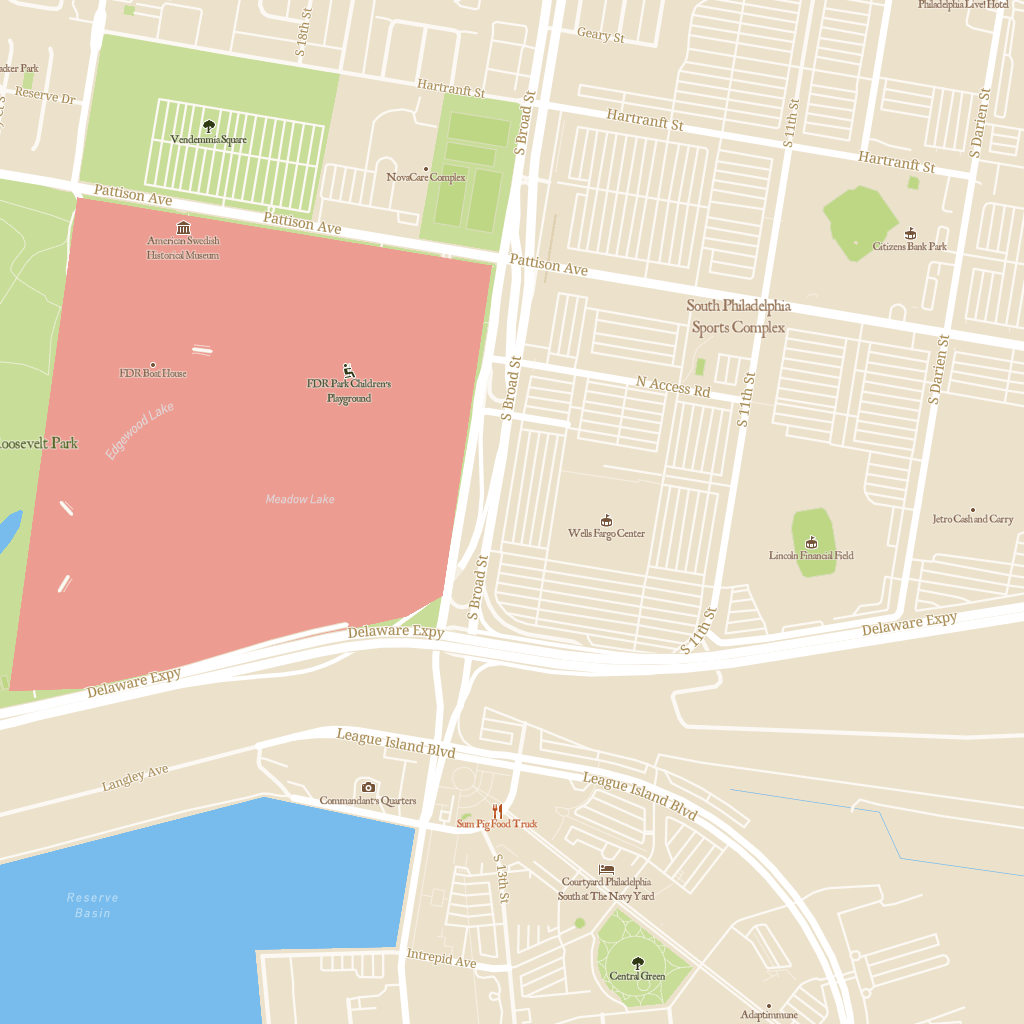 Philadelphia Live! Hotel
S 18th St
Geary St
acker Park
Reserve Dr
Hartranft St
S Broad St
Hartranft St
S 11th St
S Darien St
Hartranft St
Vendemmia Square
NovaCare Complex
Pattison Ave
Pattison Ave
American Swedish
Historical Museum
Citizens Bank Park
Pattison Ave
South Philadelphia
Sports Complex
FDR Boat House
FDR Park Children's
Playground
N Access Rd
S Broad St
S 11th St
S Darien St
Edgewood Lake
Roosevelt Park
Meadow Lake
Wells Fargo Center
Jetro Cash and Carry
Lincoln Financial Field
S Broad St
S 11th St
Delaware Expy
Delaware Expy
Delaware Expy
League Island Blvd
Langley Ave
Commandant's Quarters
League Island Blvd
Sum Pig Food Truck
S 13th St
Courtyard Philadelphia
South at The Navy Yard
Reserve
Basin
Intrepid Ave
Central Green
Adaptimmune